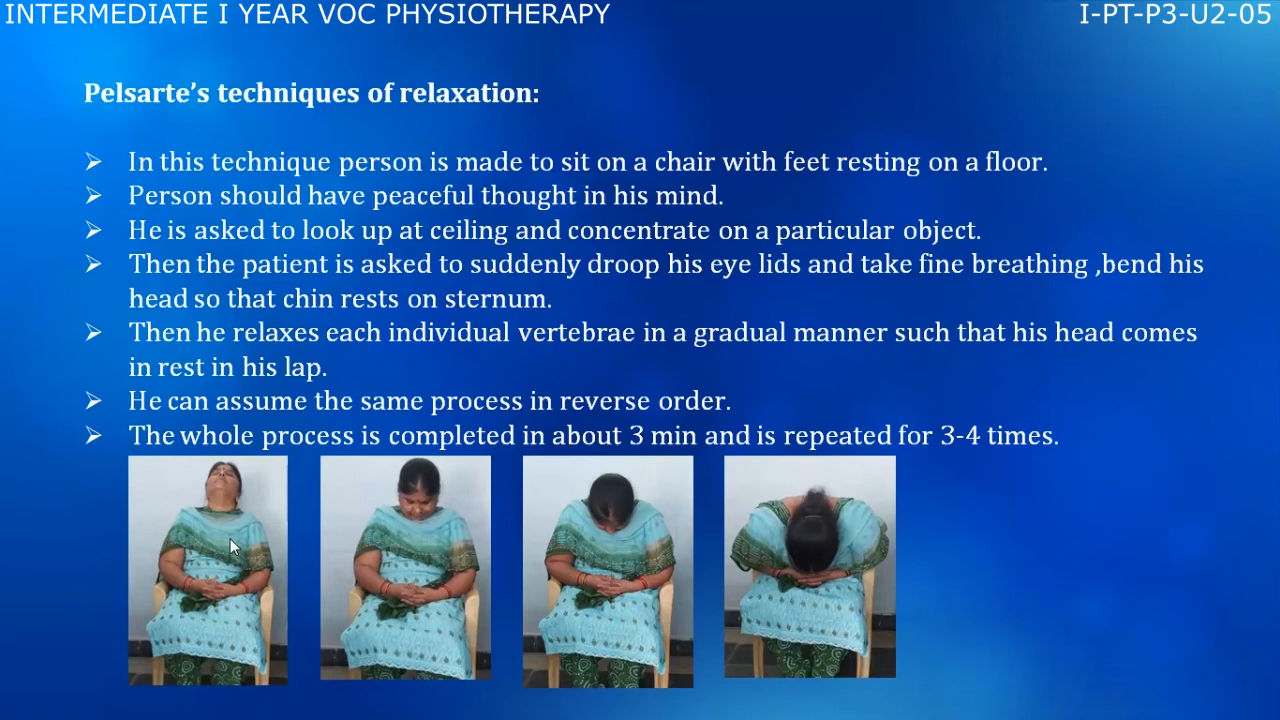 INTERMEDIATE I YEAR VOC PHYSIOTHERAPY
I-PT-P3-U2-05
Pelsarte’s techniques of relaxation:
➢ In this technique person is made to sit on a chair with feet resting on a floor.
➢ Person should have peaceful thought in his mind.
➢ He is asked to look up at ceiling and concentrate on a particular object.
➢ Then the patient is asked to suddenly droop his eye lids and take fine breathing ,bend his
head so that chin rests on sternum.
➢ Then he relaxes each individual vertebrae in a gradual manner such that his head comes
in rest in his lap.
➢ He can assume the same process in reverse order.
➢ The whole process is completed in about 3 min and is repeated for 3-4 times.